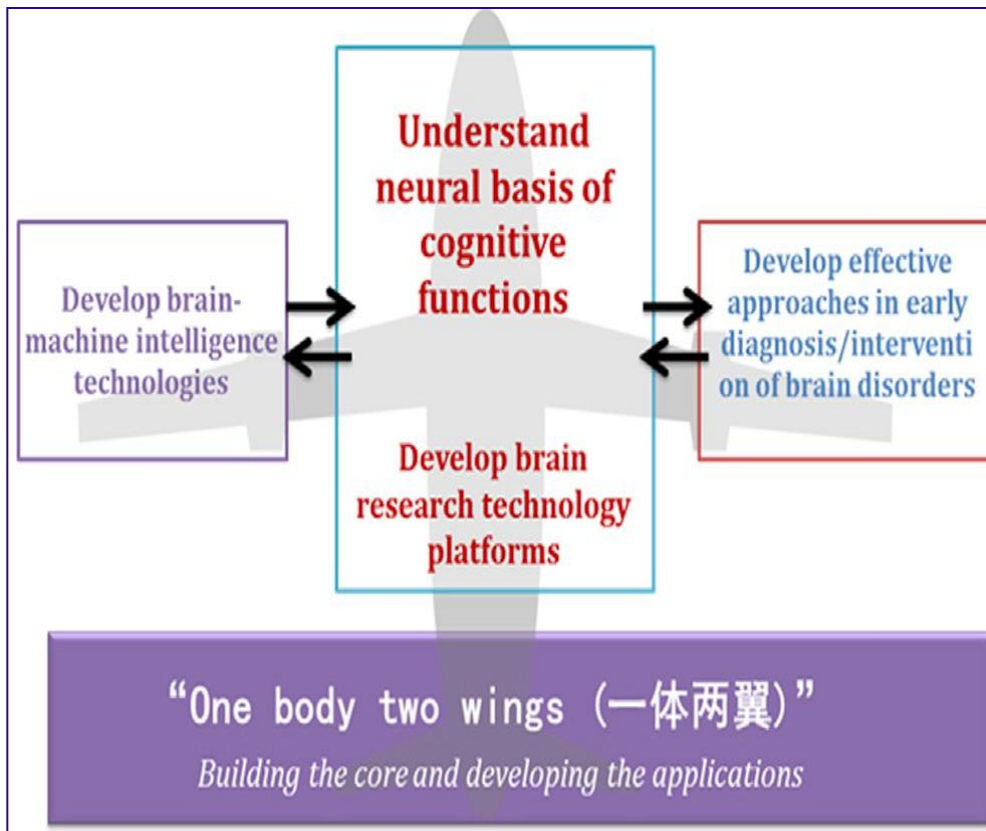 Understand
neural basis of
cognitive
functions
Develop brain-
machine intelligence
technologies
Develop effective
approaches in early
diagnosis/interventi
on of brain disorders
Develop brain
research technology
platforms
“One body two wings (一体两翼)”
Building the core and developing the applications